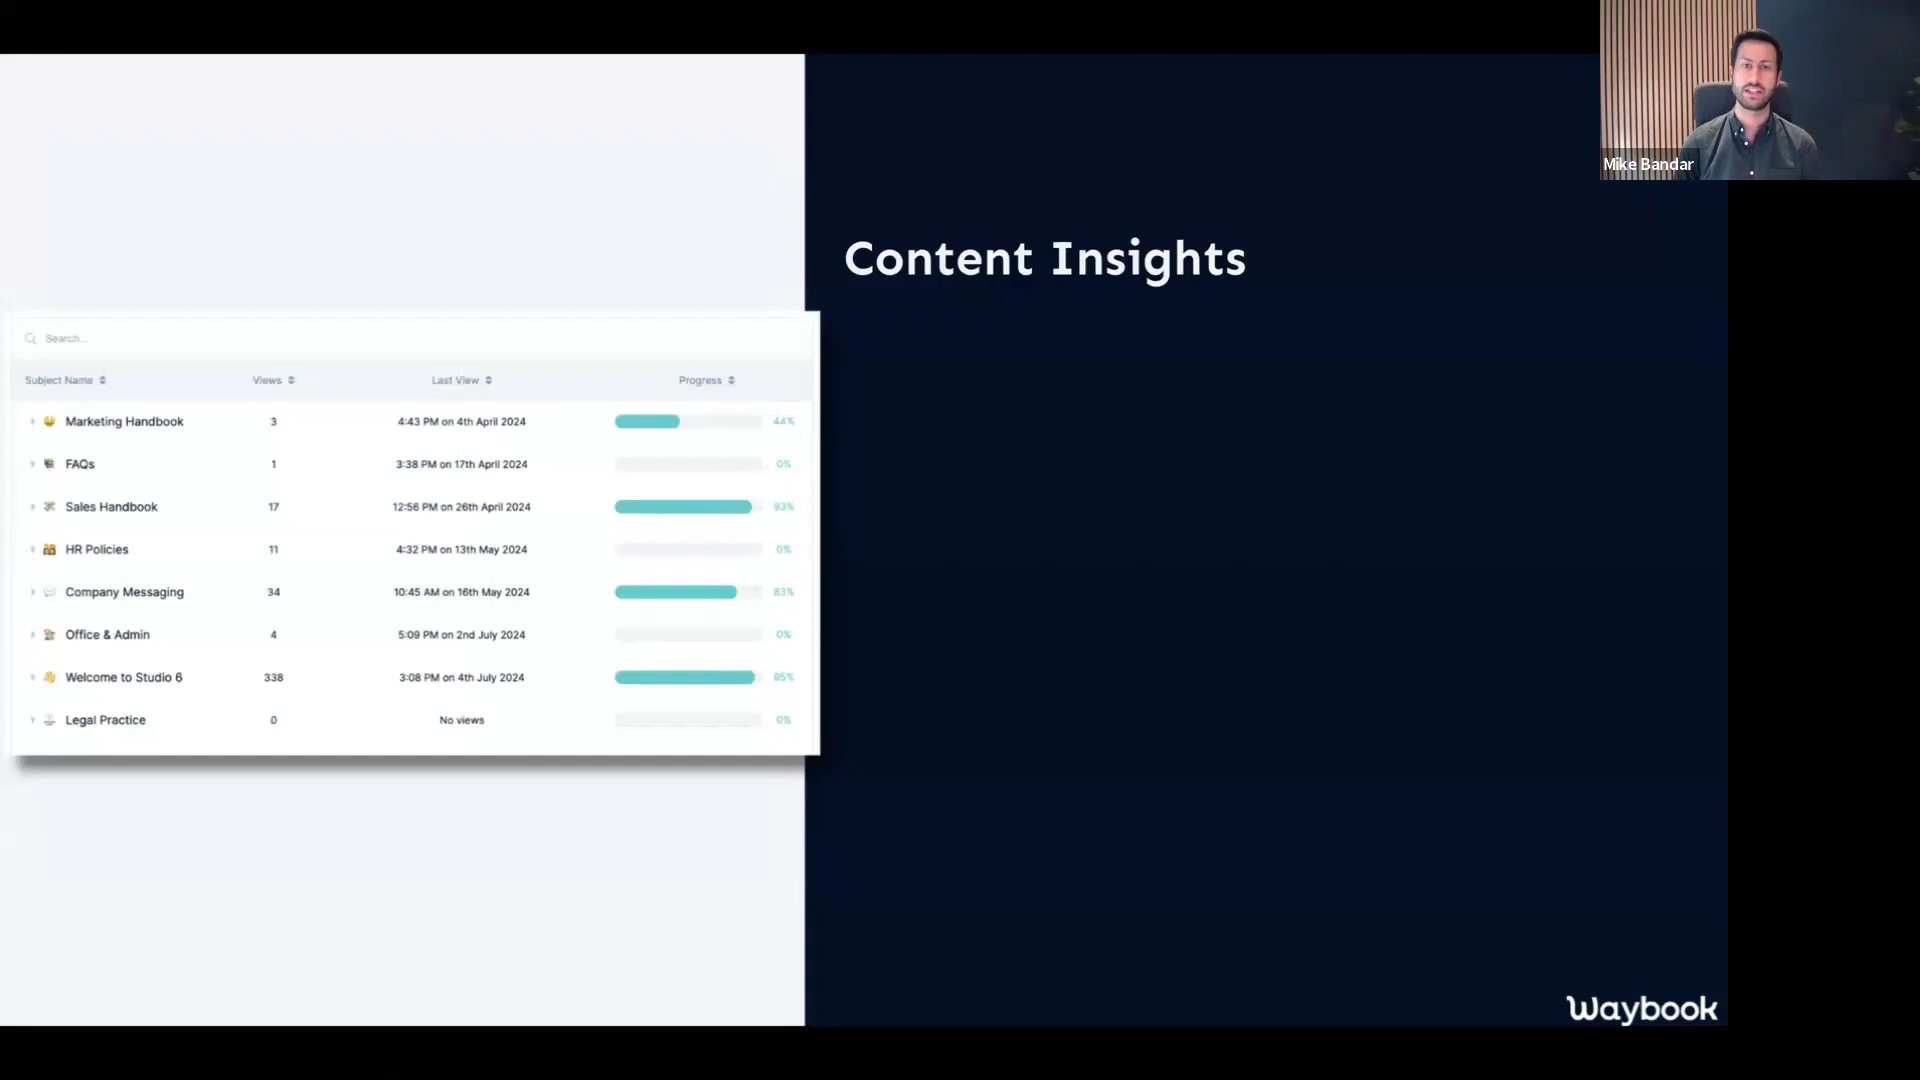 Mike Bandar
Content Insights
Search...
Subject Name Views Last View Progress
Marketing Handbook 3 4:43 PM on 4th April 2024 44%
FAQs 1 3:38 PM on 17th April 2024 0%
Sales Handbook 17 12:56 PM on 26th April 2024 93%
HR Policies 11 4:32 PM on 13th May 2024 0%
Company Messaging 34 10:45 AM on 16th May 2024 83%
Office & Admin 4 5:09 PM on 2nd July 2024 0%
Welcome to Studio 6 338 3:08 PM on 4th July 2024 95%
Legal Practice 0 No views 0%
Waybook